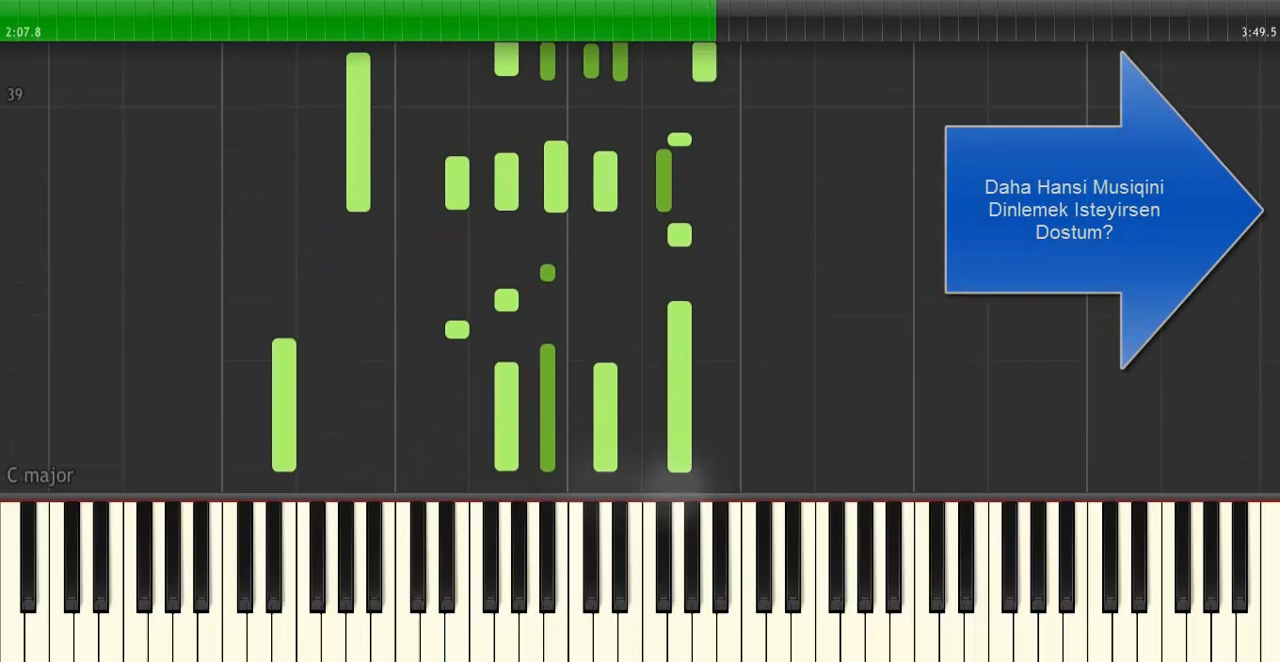 2:07.8
3:49.5
39
Daha Hansi Musiqini
Dinlemek Isteyirsen
Dostum?
C major